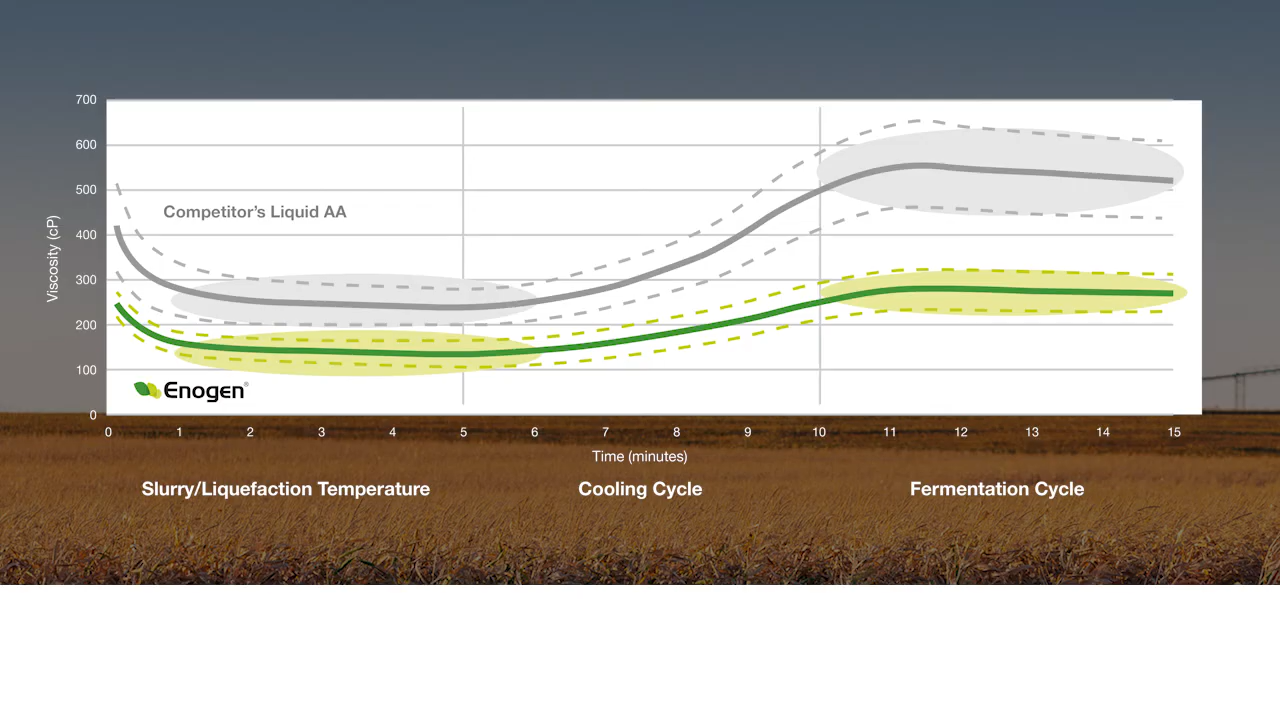 700
600
500
400
300
200
100
0
Viscosity (cP)
Competitor's Liquid AA
Enogen®
0 1 2 3 4 5 6 7 8 9 10 11 12 13 14 15
Time (minutes)
Slurry/Liquefaction Temperature Cooling Cycle Fermentation Cycle